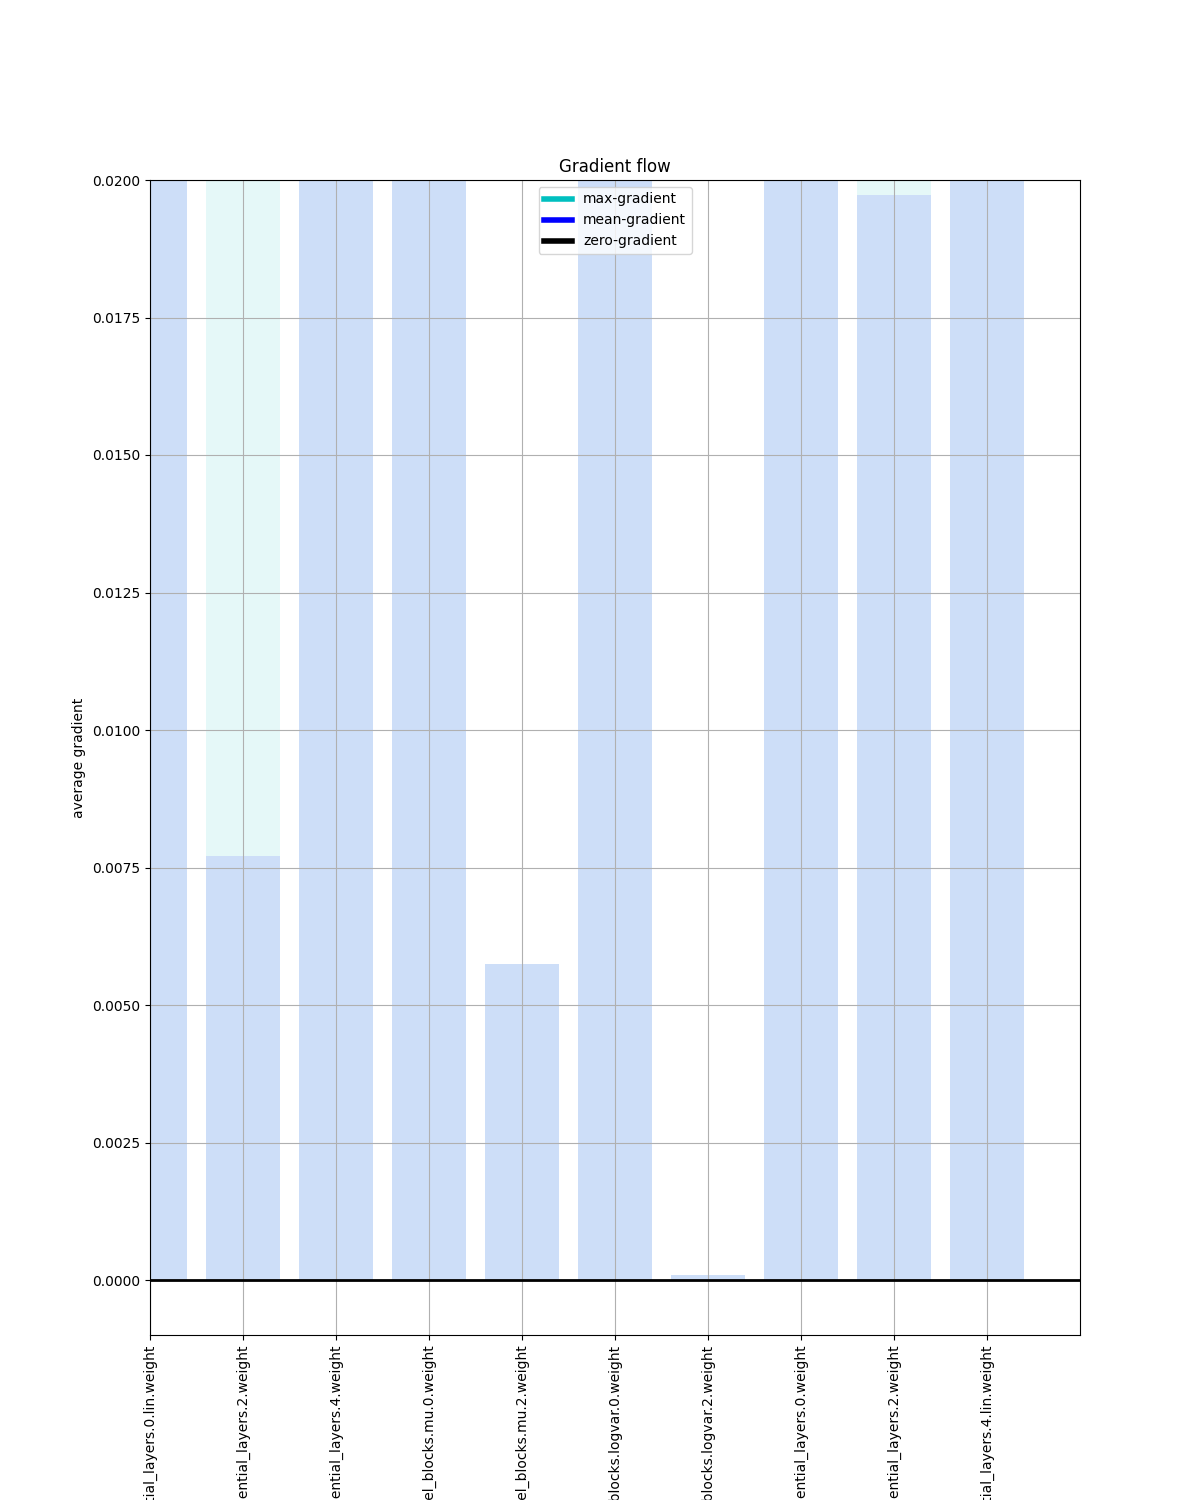 Gradient flow
max-gradient
mean-gradient
zero-gradient
0.0200
0.0175
0.0150
0.0125
0.0100
0.0075
0.0050
0.0025
0.0000
average gradient
tial_layers.0.lin.weight
ential_layers.2.weight
ential_layers.4.weight
el_blocks.mu.0.weight
el_blocks.mu.2.weight
blocks.logvar.0.weight
blocks.logvar.2.weight
ential_layers.0.weight
ential_layers.2.weight
tial_layers.4.lin.weight